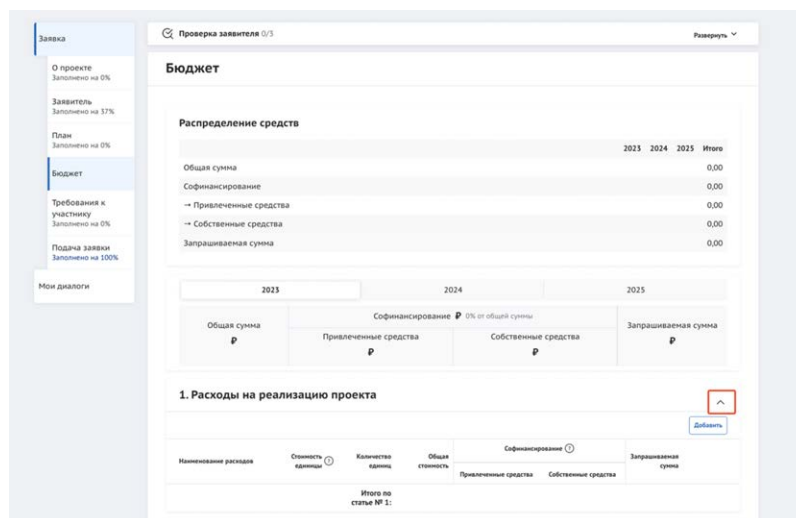 Заявка
О проекте
Заполнено на 0%
Заявитель
Заполнено на 37%
План
Заполнено на 0%
Бюджет
Требования к
участнику
Заполнено на 0%
Подача заявки
Заполнено на 100%
Мои диалоги
Проверка заявителя 0/3
Развернуть
Бюджет
Распределение средств
2023 2024 2025 Итого
Общая сумма 0,00
Софинансирование 0,00
→ Привлеченные средства 0,00
→ Собственные средства 0,00
Запрашиваемая сумма 0,00
2023 2024 2025
Общая сумма
₽
Софинансирование ₽ 0% от общей суммы
Привлеченные средства
₽
Собственные средства
₽
Запрашиваемая сумма
₽
1. Расходы на реализацию проекта
Добавить
Наименование расходов
Стоимость
единицы ?
Количество
единиц
Общая
стоимость
Софинансирование ?
Привлеченные средства
Собственные средства
Запрашиваемая
сумма
Итого по
статье № 1: